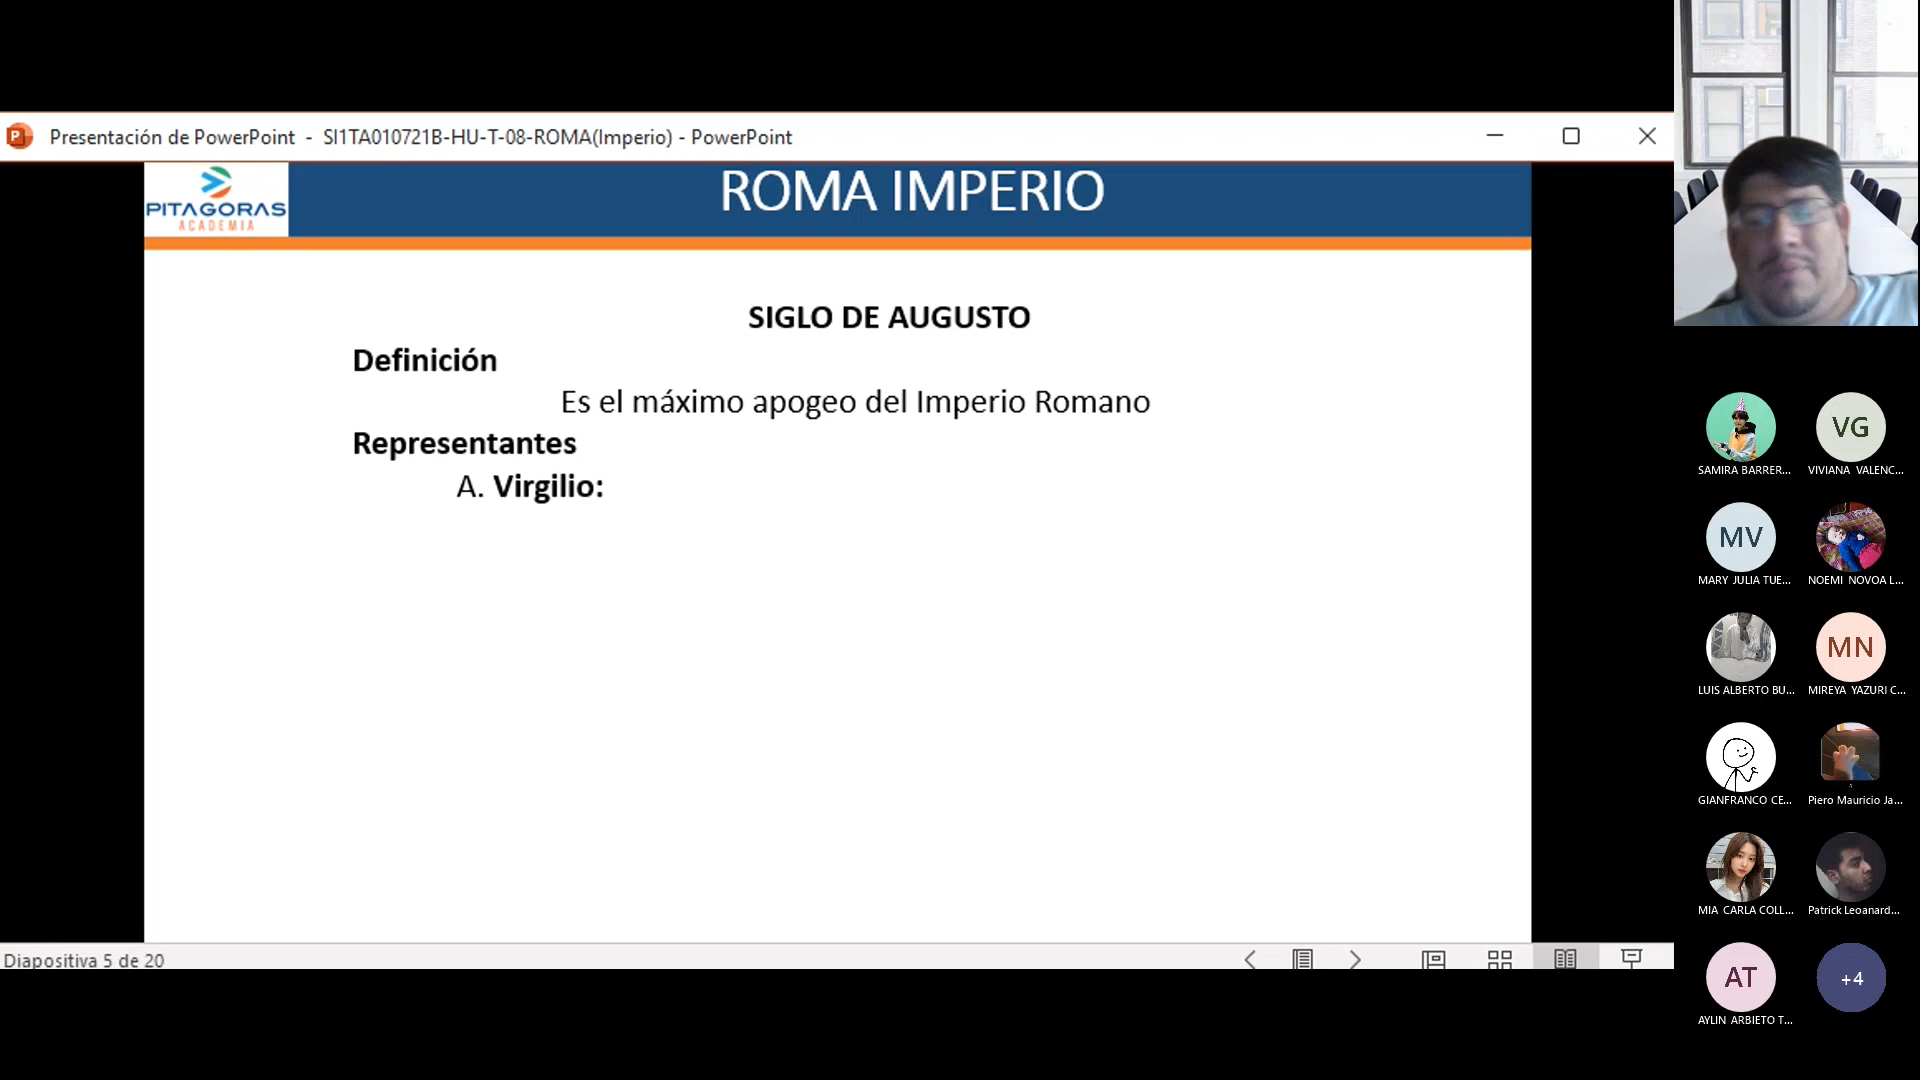 Presentación de PowerPoint - SI1TA010721B-HU-T-08-ROMA(Imperio) - PowerPoint
PITAGORAS
ACADEMIA
ROMA IMPERIO
SIGLO DE AUGUSTO
Definición
Es el máximo apogeo del Imperio Romano
Representantes
A. Virgilio:
Diapositiva 5 de 20
SAMIRA BARRER...
VG
VIVIANA VALENC...
MV
MARY JULIA TUE...
NOEMI NOVOA L...
LUIS ALBERTO BU...
MN
MIREYA YAZURI C...
GIANFRANCO CE...
Piero Mauricio Ja...
MIA CARLA COLL...
Patrick Leoanard...
AT
AYLIN ARBIETO T...
+4